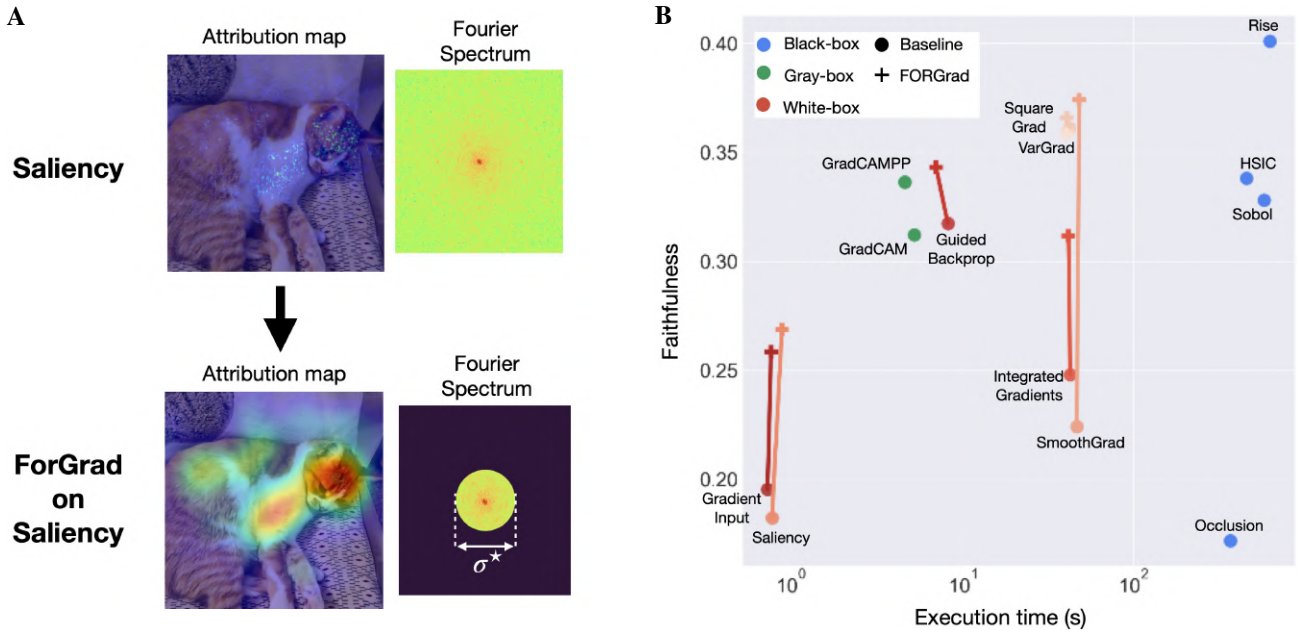 A
Attribution map
Fourier
Spectrum
Saliency
Attribution map
Fourier
Spectrum
ForGrad
on
Saliency
σ*
B
Black-box
Baseline
Gray-box
FORGrad
White-box
Rise
Square
Grad
VarGrad
GradCAMPP
HSIC
Sobol
GradCAM
Guided
Backprop
Integrated
Gradients
SmoothGrad
Gradient
Input
Saliency
Occlusion
Faithfulness
0.40
0.35
0.30
0.25
0.20
10⁰
10¹
10²
Execution time (s)